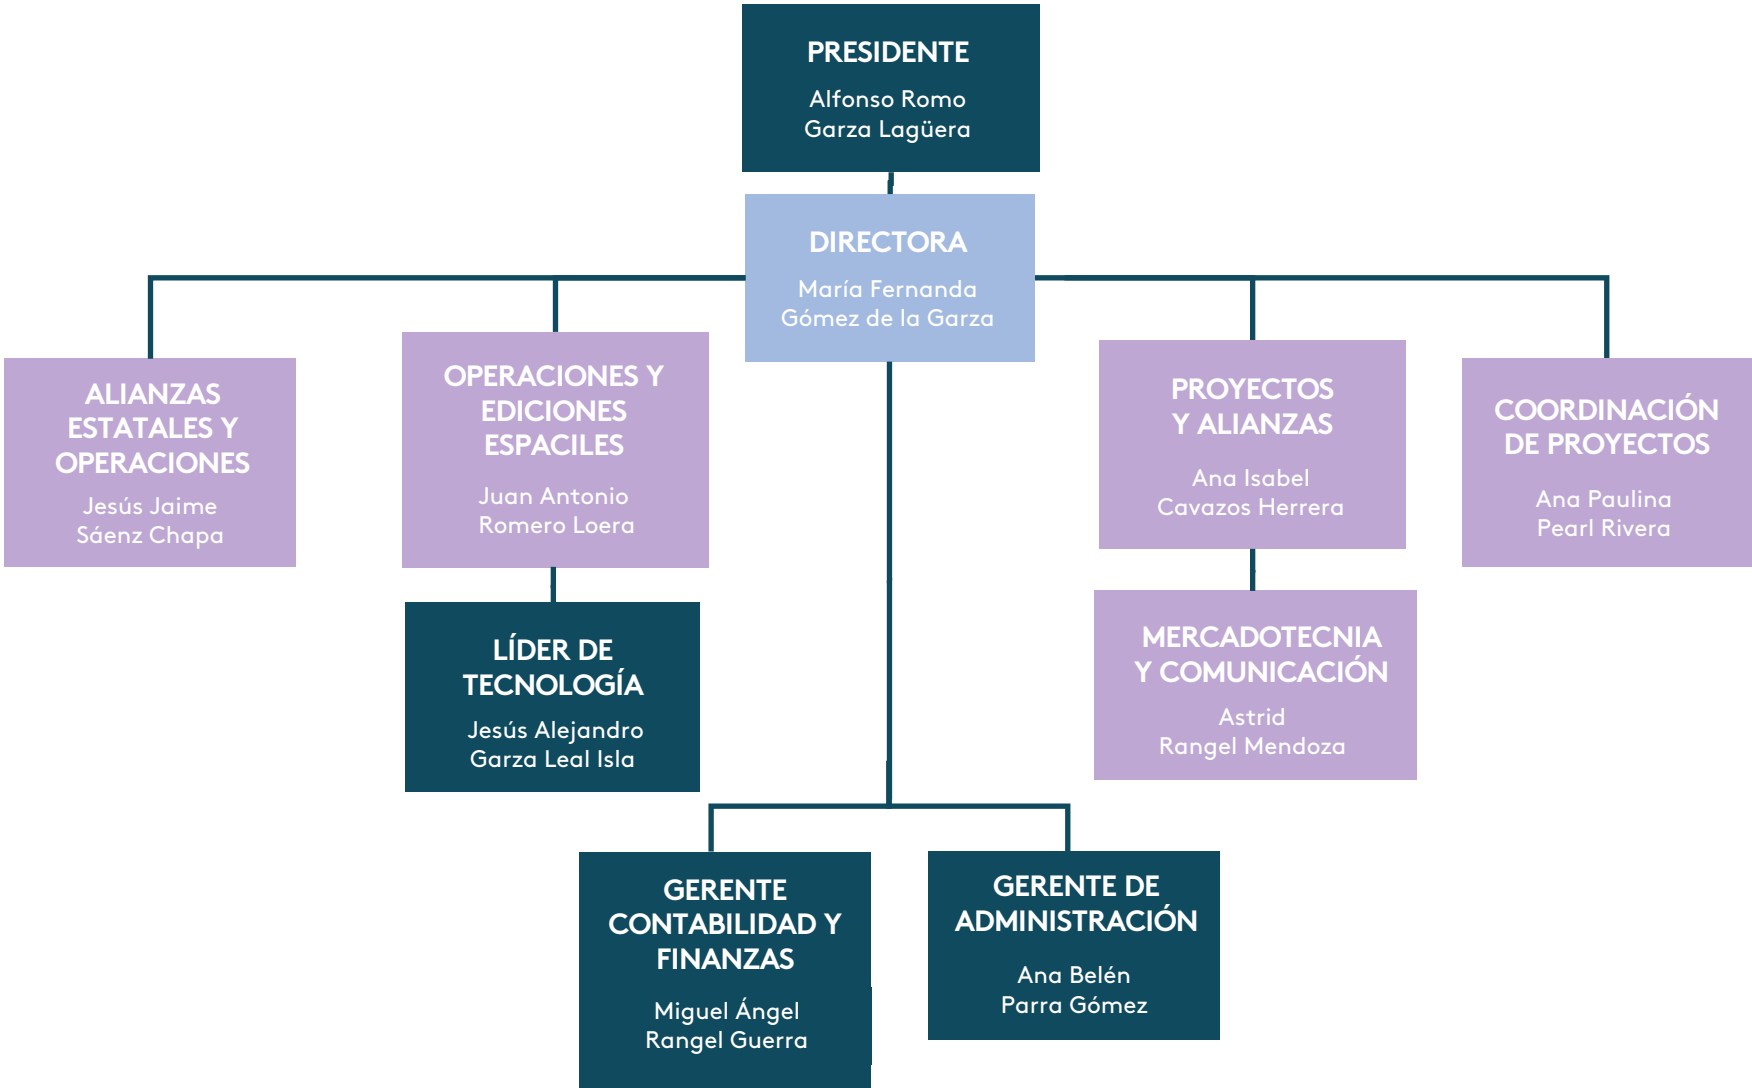 PRESIDENTE
Alfonso Romo
Garza Lagüera
DIRECTORA
María Fernanda
Gómez de la Garza
ALIANZAS
ESTATALES Y
OPERACIONES
Jesús Jaime
Sáenz Chapa
OPERACIONES Y
EDICIONES
ESPACILES
Juan Antonio
Romero Loera
PROYECTOS
Y ALIANZAS
Ana Isabel
Cavazos Herrera
COORDINACIÓN
DE PROYECTOS
Ana Paulina
Pearl Rivera
LÍDER DE
TECNOLOGÍA
Jesús Alejandro
Garza Leal Isla
MERCADOTECNIA
Y COMUNICACIÓN
Astrid
Rangel Mendoza
GERENTE
CONTABILIDAD Y
FINANZAS
Miguel Ángel
Rangel Guerra
GERENTE DE
ADMINISTRACIÓN
Ana Belén
Parra Gómez